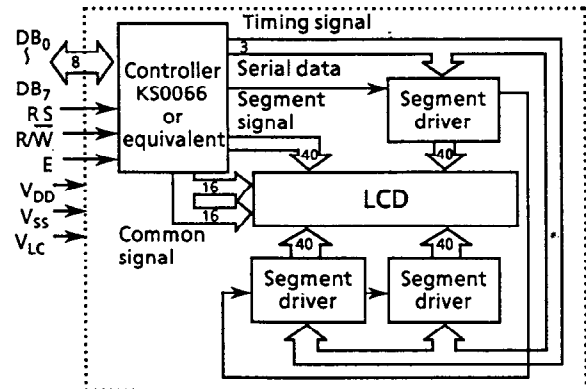 Timing signal
DB0
8
DB7
RS
R/W
E
VDD
VSS
VLC
Controller
KS0066
or
equivalent
3
Serial data
Segment
signal
40
Segment
driver
40
16
16
LCD
Common
signal
40
40
Segment
driver
Segment
driver